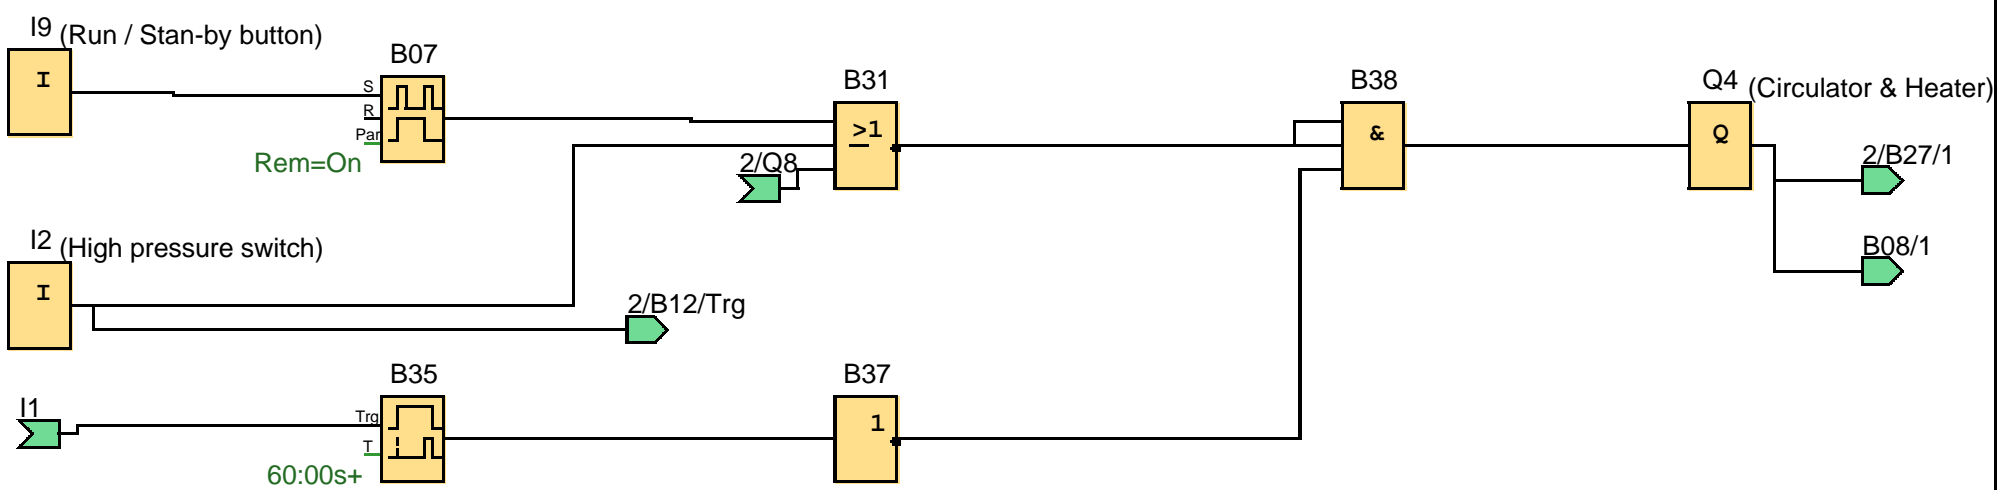 I9 (Run / Stan-by button)
I
B07
S
R
Par
Rem=On
B31
>1
2/Q8
B38
&
Q4 (Circulator & Heater)
Q
2/B27/1
B08/1
I2 (High pressure switch)
I
2/B12/Trg
I1
B35
Trg
T
60:00s+
B37
1